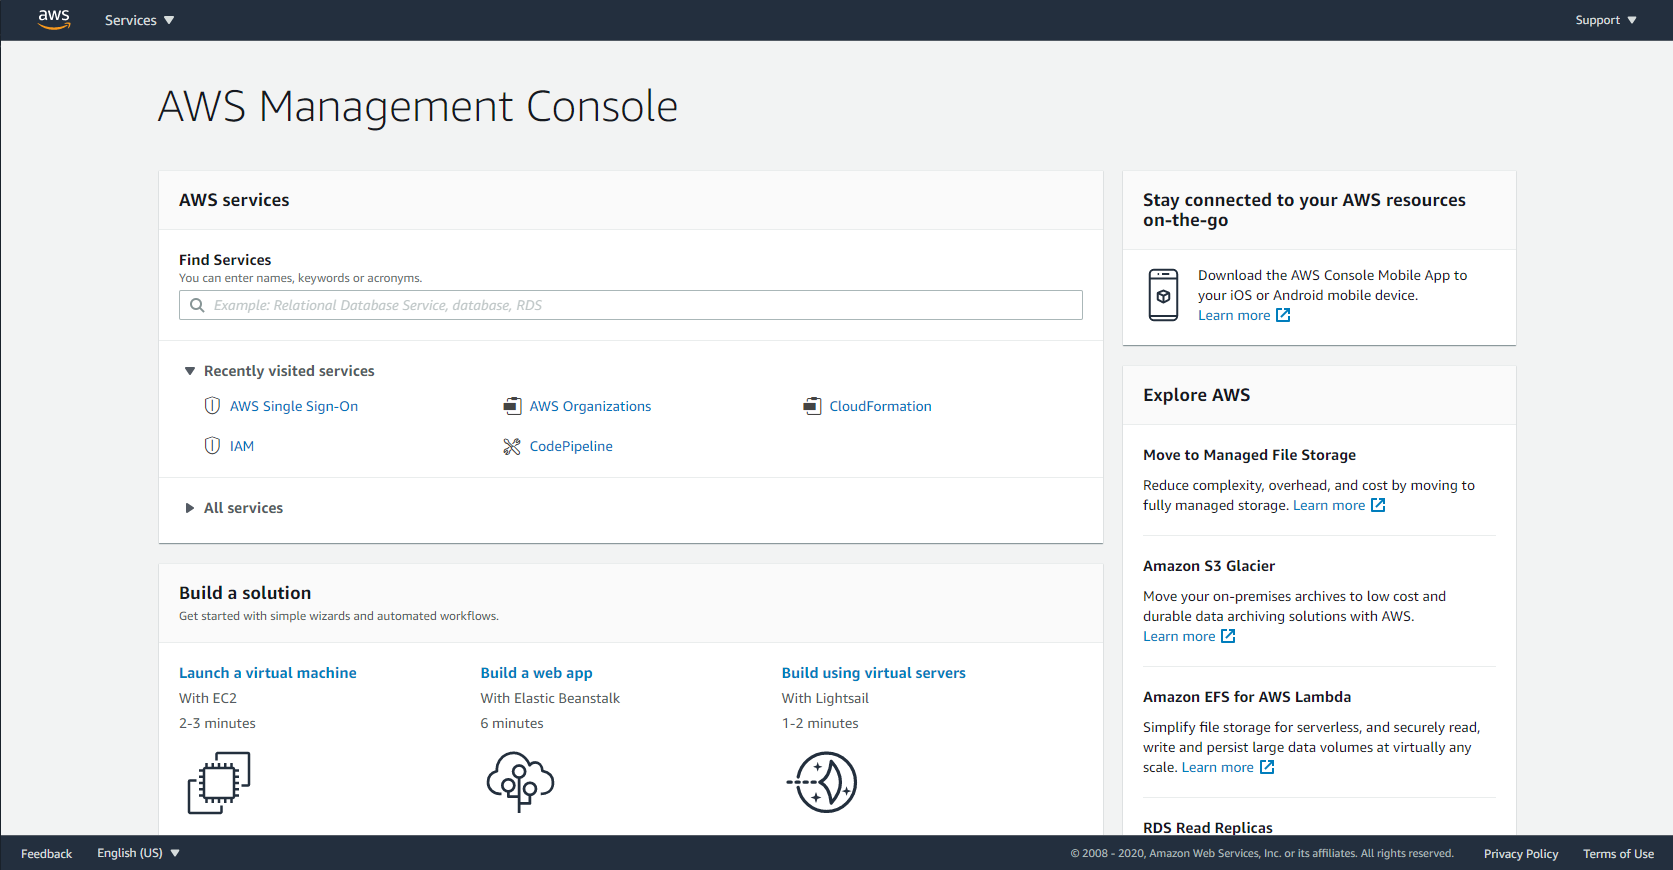 aws
Services
Support
AWS Management Console
AWS services
Find Services
You can enter names, keywords or acronyms.
Example: Relational Database Service, database, RDS
Recently visited services
AWS Single Sign-On
AWS Organizations
CloudFormation
IAM
CodePipeline
All services
Build a solution
Get started with simple wizards and automated workflows.
Launch a virtual machine
With EC2
2-3 minutes
Build a web app
With Elastic Beanstalk
6 minutes
Build using virtual servers
With Lightsail
1-2 minutes
Stay connected to your AWS resources
on-the-go
Download the AWS Console Mobile App to
your iOS or Android mobile device.
Learn more
Explore AWS
Move to Managed File Storage
Reduce complexity, overhead, and cost by moving to
fully managed storage. Learn more
Amazon S3 Glacier
Move your on-premises archives to low cost and
durable data archiving solutions with AWS.
Learn more
Amazon EFS for AWS Lambda
Simplify file storage for serverless, and securely read,
write and persist large data volumes at virtually any
scale. Learn more
RDS Read Replicas
Feedback
English (US)
© 2008 - 2020, Amazon Web Services, Inc. or its affiliates. All rights reserved.
Privacy Policy
Terms of Use